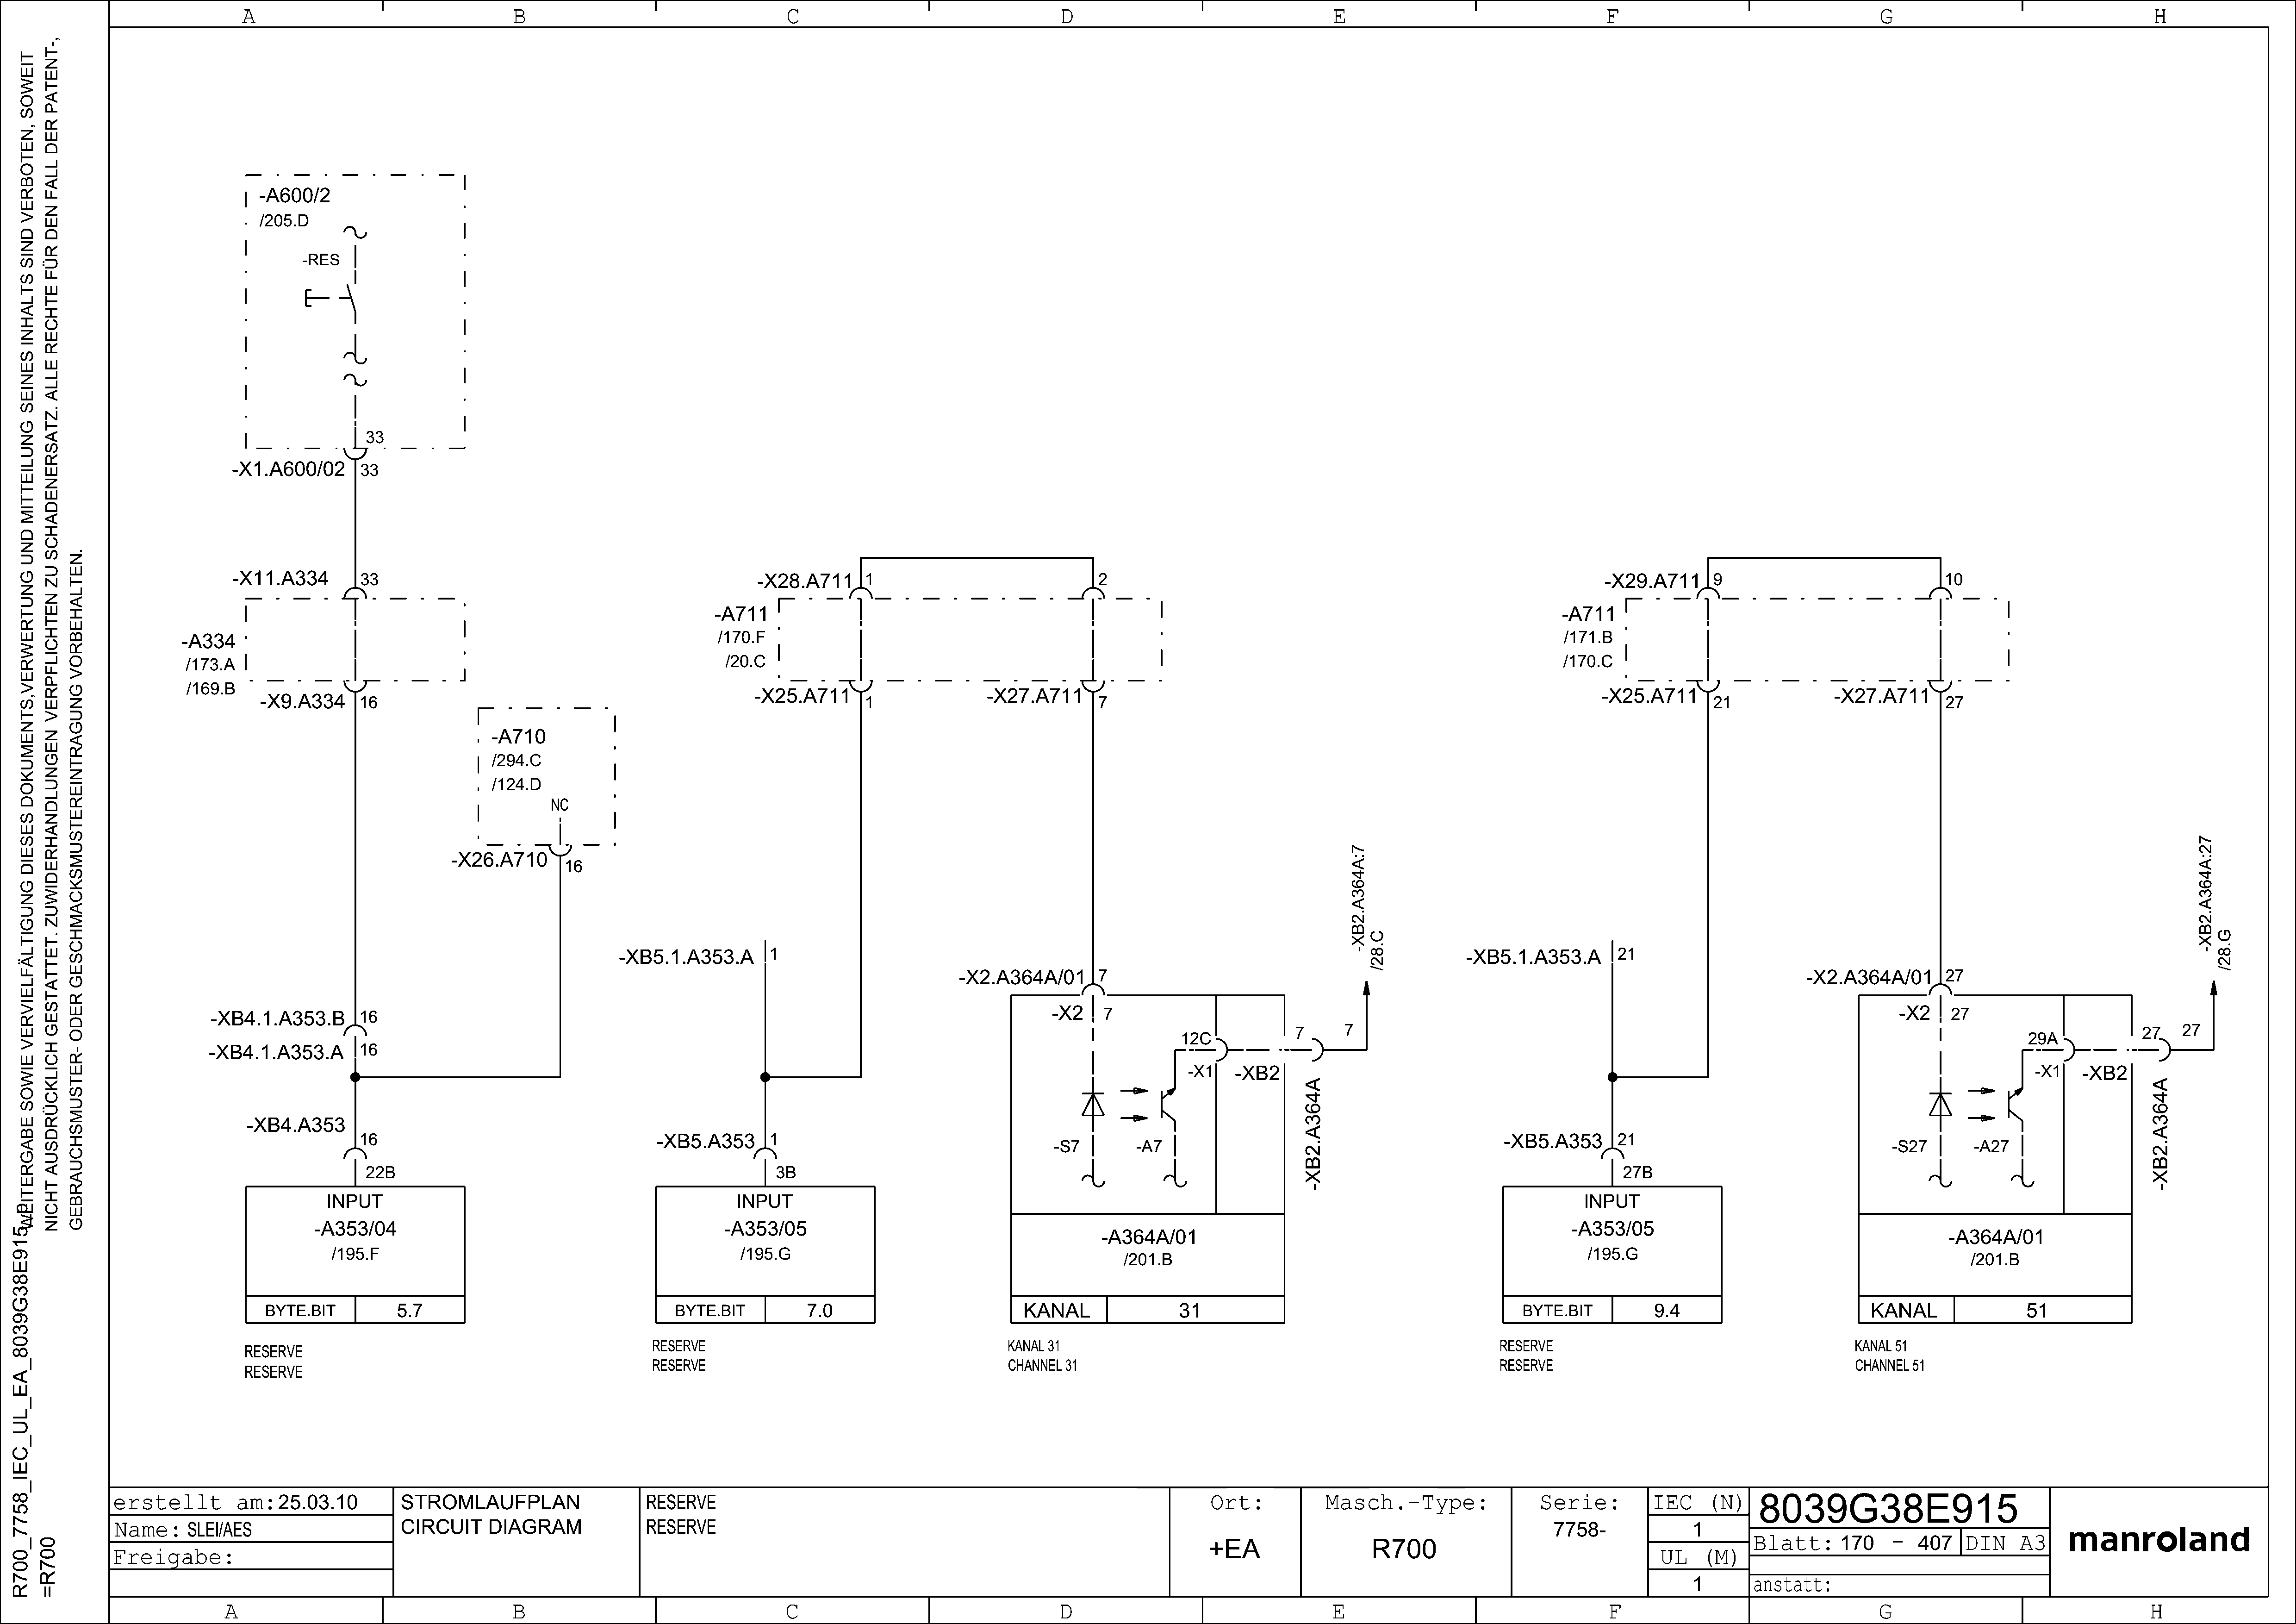 A B C D E F G H
WEITERGABE SOWIE VERVIELFÄLTIGUNG DIESES DOKUMENTS,VERWERTUNG UND MITTEILUNG SEINES INHALTS SIND VERBOTEN, SOWEIT
NICHT AUSDRÜCKLICH GESTATTET. ZUWIDERHANDLUNGEN VERPFLICHTEN ZU SCHADENERSATZ. ALLE RECHTE FÜR DEN FALL DER PATENT-,
GEBRAUCHSMUSTER- ODER GESCHMACKSMUSTEREINTRAGUNG VORBEHALTEN.
=R700
-A600/2
/205.D
-RES
33
-X1.A600/02 33
-X11.A334 33
-A334
/173.A
/169.B
-X9.A334 16
-A710
/294.C
/124.D
NC
-X26.A710 16
-XB4.1.A353.B 16
-XB4.1.A353.A 16
-XB4.A353
16
22B
INPUT
-A353/04
/195.F
BYTE.BIT 5.7
RESERVE
RESERVE
-X28.A711 1 2
-A711
/170.F
/20.C
-X25.A711 1
-X27.A711 7
-XB5.1.A353.A 1
-XB5.A353 1
3B
INPUT
-A353/05
/195.G
BYTE.BIT 7.0
RESERVE
RESERVE
-X2.A364A/01 7
-X2 7
12C
-X1
-XB2
7 7
-XB2.A364A:7
/28.C
-XB2.A364A
-S7 -A7
-A364A/01
/201.B
KANAL 31
KANAL 31
CHANNEL 31
-X29.A711 9 10
-A711
/171.B
/170.C
-X25.A711 21
-X27.A711 27
-XB5.1.A353.A 21
-XB5.A353 21
27B
INPUT
-A353/05
/195.G
BYTE.BIT 9.4
RESERVE
RESERVE
-X2.A364A/01 27
-X2 27
29A
-X1
-XB2
27 27
-XB2.A364A:27
/28.G
-XB2.A364A
-S27 -A27
-A364A/01
/201.B
KANAL 51
KANAL 51
CHANNEL 51
erstellt am: 25.03.10
Name: SLEI/AES
Freigabe:
STROMLAUFPLAN
CIRCUIT DIAGRAM
RESERVE
RESERVE
Ort:
+EA
Masch.-Type:
R700
Serie:
7758-
IEC (N)
1
UL (M)
1
8039G38E915
Blatt: 170 - 407 DIN A3
anstatt:
manroland
A B C D E F G H